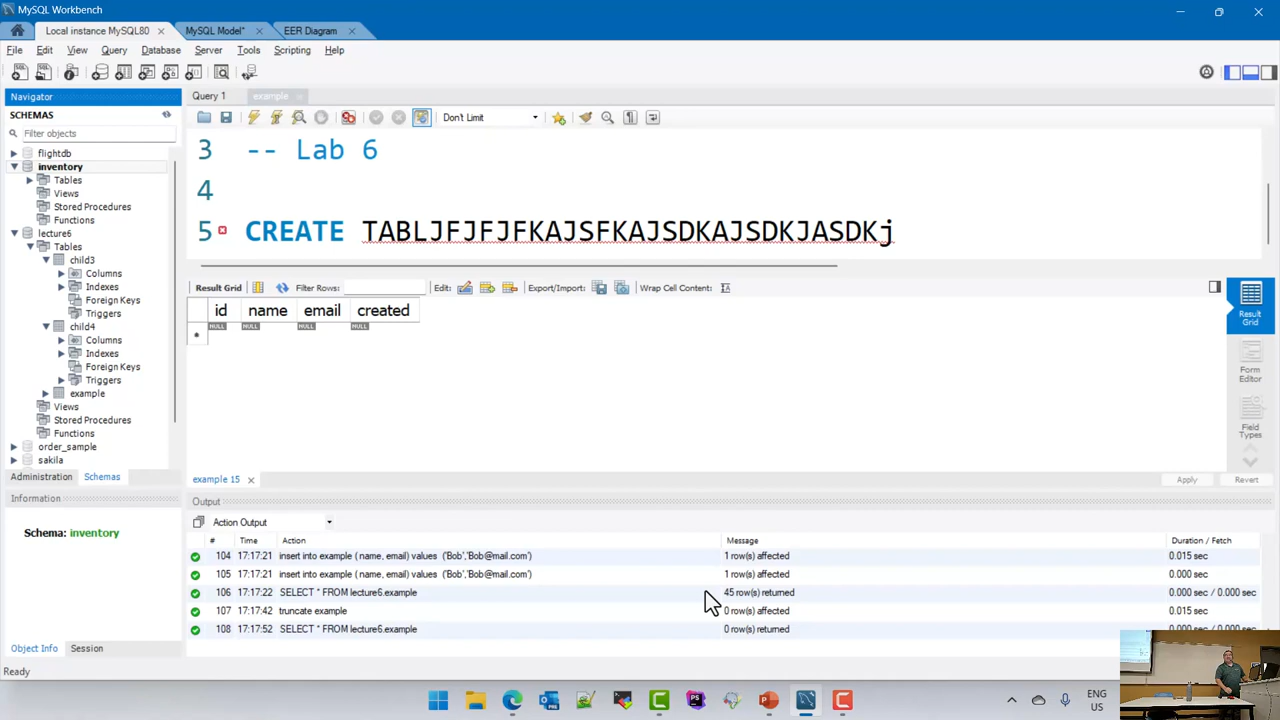 MySQL Workbench
Local instance MySQL80
MySQL Model*
EER Diagram
File Edit View Query Database Server Tools Scripting Help
Navigator
SCHEMAS
Filter objects
flightdb
inventory
Tables
Views
Stored Procedures
Functions
lecture6
Tables
child3
Columns
Indexes
Foreign Keys
Triggers
child4
Columns
Indexes
Foreign Keys
Triggers
example
Views
Stored Procedures
Functions
order_sample
sakila
Administration Schemas
Information
Schema: inventory
Object Info Session
Ready
Query 1
example
Don't Limit
3 -- Lab 6
4
5 CREATE TABLJFJFJFKAJSFKAJSDKAJSDKJASDKj
Result Grid Filter Rows: Edit: Export/Import: Wrap Cell Content:
id name email created
NULL NULL NULL NULL
Result Grid
Form Editor
Field Types
example 15
Apply Revert
Output
Action Output
# Time Action Message Duration / Fetch
104 17:17:21 insert into example ( name, email) values ('Bob','Bob@mail.com') 1 row(s) affected 0.015 sec
105 17:17:21 insert into example ( name, email) values ('Bob','Bob@mail.com') 1 row(s) affected 0.000 sec
106 17:17:22 SELECT * FROM lecture6.example 45 row(s) returned 0.000 sec / 0.000 sec
107 17:17:42 truncate example 0 row(s) affected 0.015 sec
108 17:17:52 SELECT * FROM lecture6.example 0 row(s) returned 0.000 sec / 0.000 sec
ENG
US